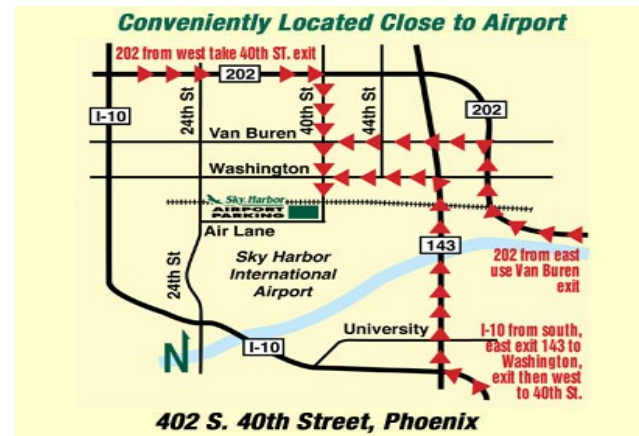 Conveniently Located Close to Airport
202 from west take 40th ST. exit
202
I-10
24th St
40th St
44th St
202
Van Buren
Washington
Sky Harbor
AIRPORT
PARKING
Air Lane
143
24th St
Sky Harbor
International
Airport
202 from east
use Van Buren
exit
University
I-10 from south,
east exit 143 to
Washington,
exit then west
to 40th St.
N
I-10
402 S. 40th Street, Phoenix